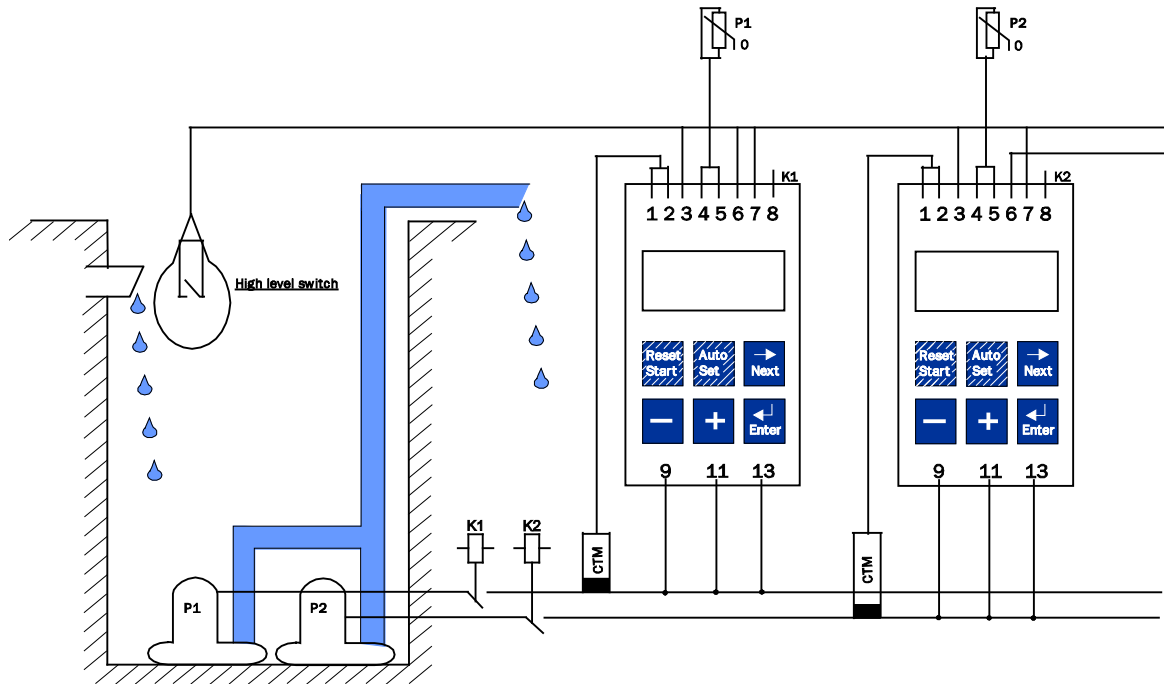 P1
0
P2
0
K1
K2
1 2 3 4 5 6 7 8
1 2 3 4 5 6 7 8
High level switch
Reset
Start
Auto
Set
Next
Reset
Start
Auto
Set
Next
−
+
Enter
−
+
Enter
9 11 13
9 11 13
K1
K2
CTM
CTM
P1
P2